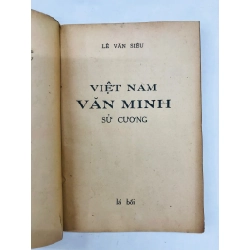 LÊ VĂN SIÊU
VIỆT NAM
VĂN MINH
SỬ CƯƠNG
lá bối